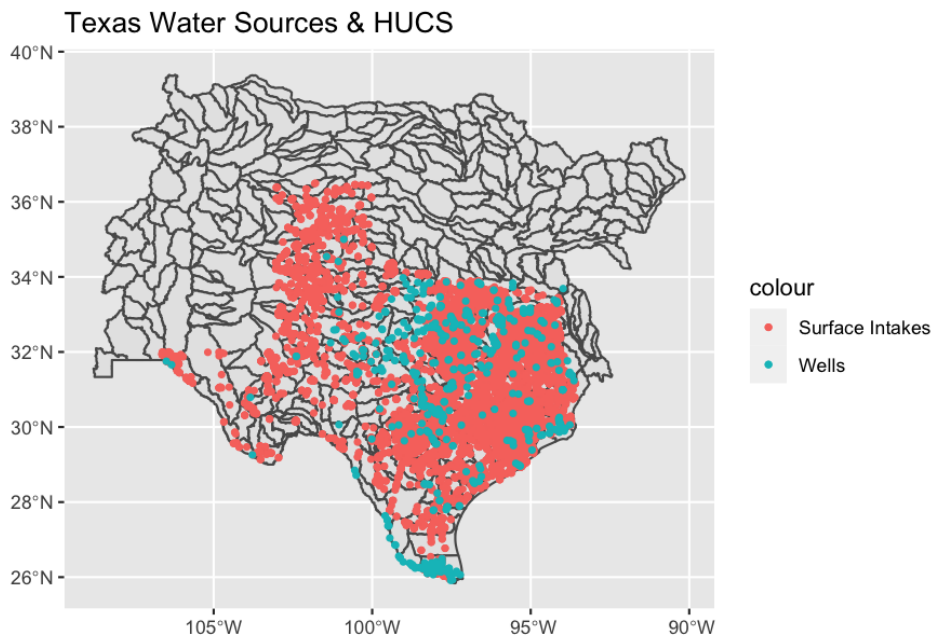 Texas Water Sources & HUCS
40°N
38°N
36°N
34°N
32°N
30°N
28°N
26°N
105°W
100°W
95°W
90°W
colour
Surface Intakes
Wells